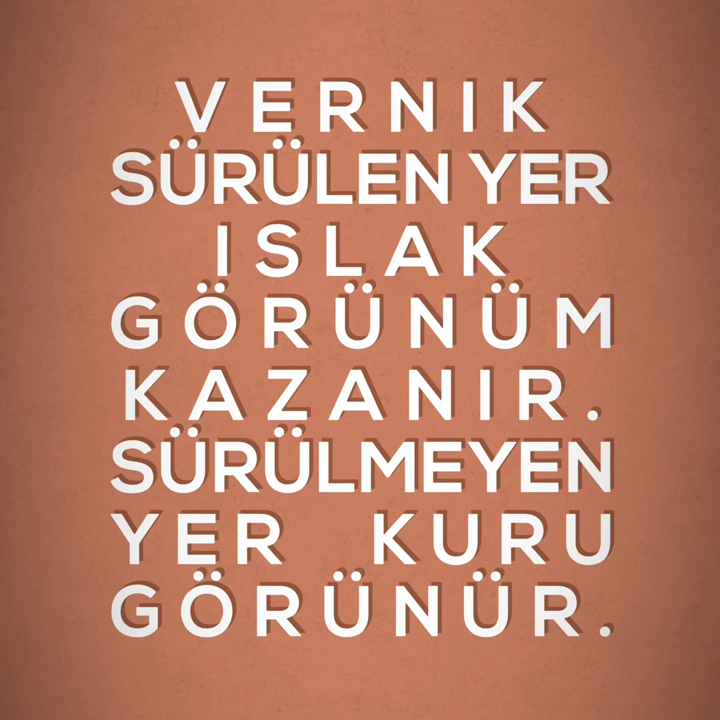 VERNIK
SÜRÜLEN YER
ISLAK
GÖRÜNÜM
KAZANIR.
SÜRÜLMEYEN
YER KURU
GÖRÜNÜR.